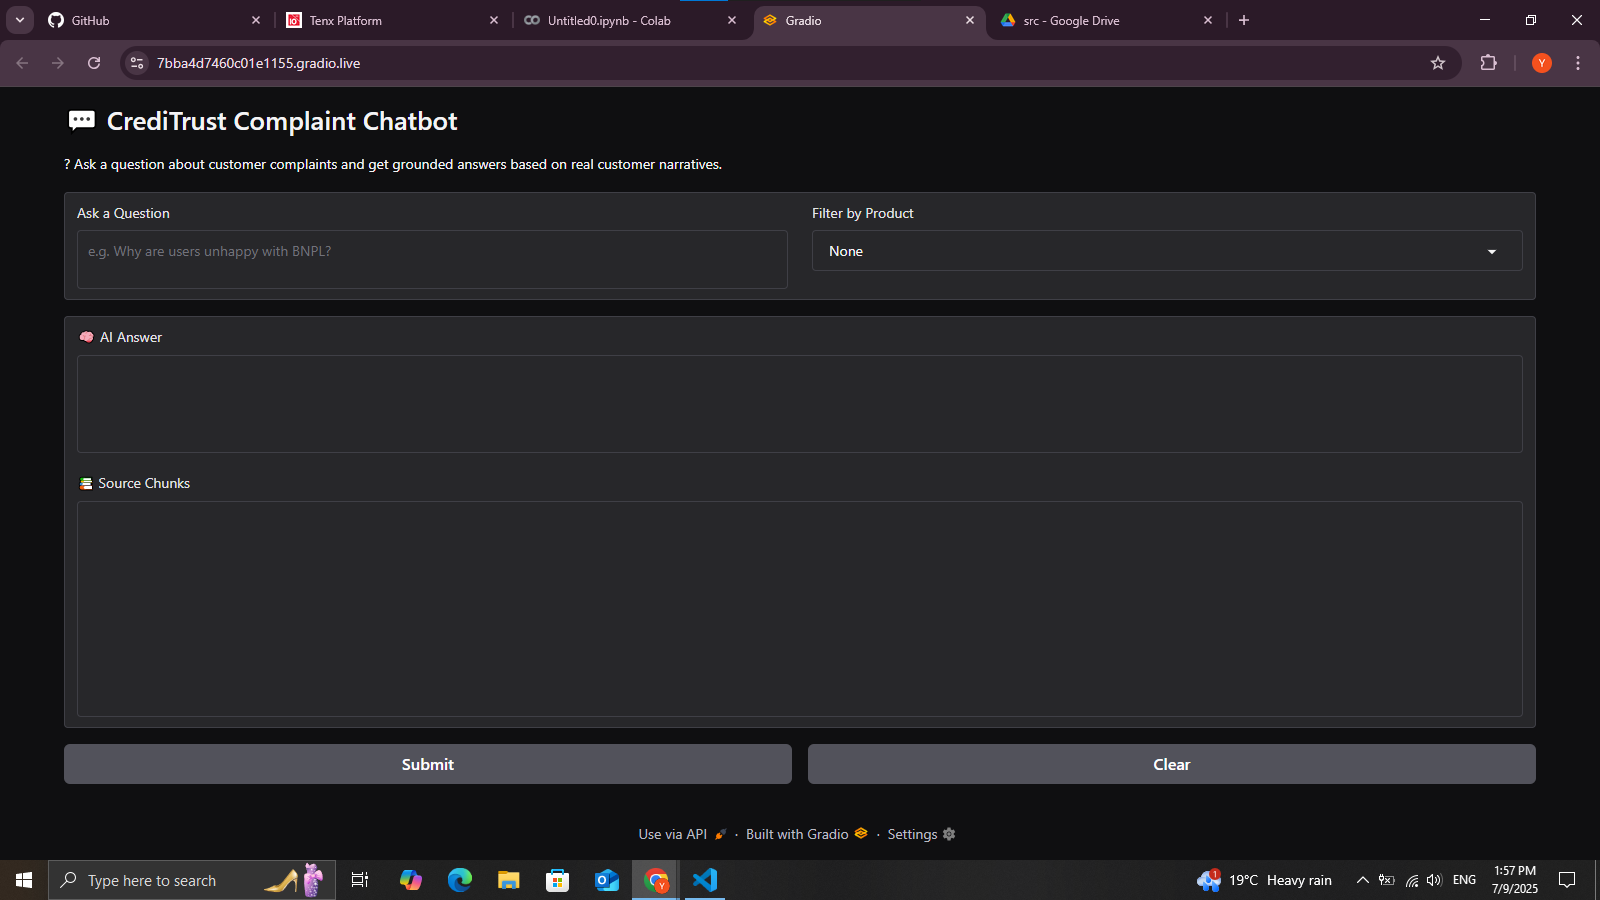 GitHub
Tenx Platform
Untitled0.ipynb - Colab
Gradio
src - Google Drive
7bba4d7460c01e1155.gradio.live
Y
💬 CrediTrust Complaint Chatbot
? Ask a question about customer complaints and get grounded answers based on real customer narratives.
Ask a Question
Filter by Product
e.g. Why are users unhappy with BNPL?
None
🧠 AI Answer
📚 Source Chunks
Submit
Clear
Use via API 🚀 · Built with Gradio · Settings ⚙️
Type here to search
Y
1
19°C Heavy rain
ENG
1:57 PM
7/9/2025